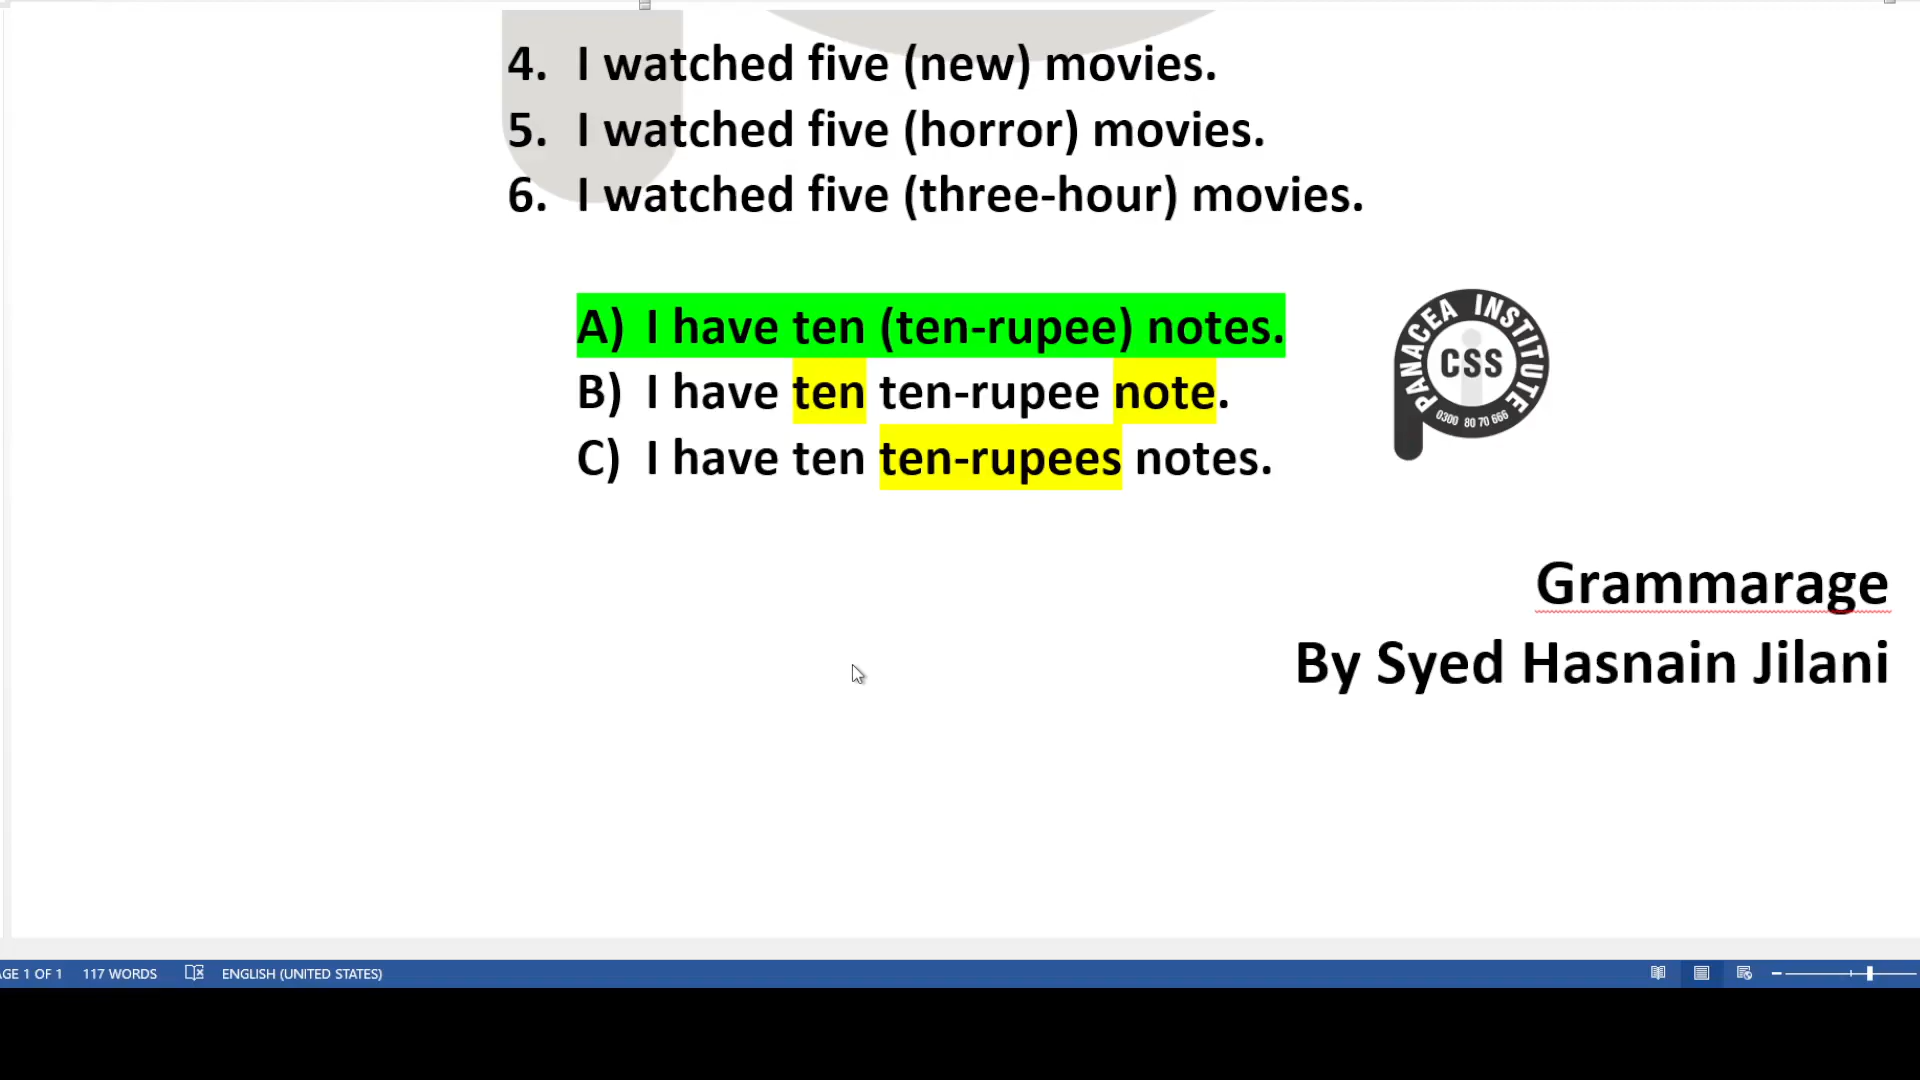 4. I watched five (new) movies.
5. I watched five (horror) movies.
6. I watched five (three-hour) movies.
A) I have ten (ten-rupee) notes.
B) I have ten ten-rupee note.
C) I have ten ten-rupees notes.
PANACEA INSTITUTE
CSS
0300 80 70 666
Grammarage
By Syed Hasnain Jilani
AGE 1 OF 1 117 WORDS ENGLISH (UNITED STATES)